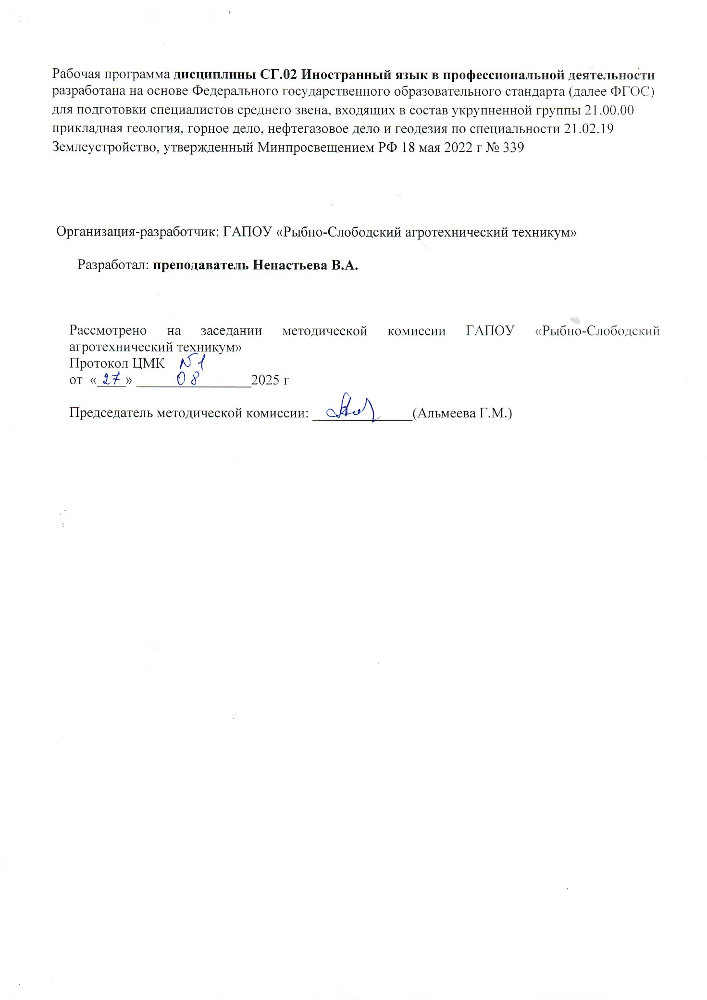 Рабочая программа дисциплины СГ.02 Иностранный язык в профессиональной деятельности
разработана на основе Федерального государственного образовательного стандарта (далее ФГОС)
для подготовки специалистов среднего звена, входящих в состав укрупненной группы 21.00.00
прикладная геология, горное дело, нефтегазовое дело и геодезия по специальности 21.02.19
Землеустройство, утвержденный Минпросвещением РФ 18 мая 2022 г № 339
Организация-разработчик: ГАПОУ «Рыбно-Слободский агротехнический техникум»
Разработал: преподаватель Ненастьева В.А.
Рассмотрено на заседании методической комиссии ГАПОУ «Рыбно-Слободский
агротехнический техникум»
Протокол ЦМК №1
от «27» 08 2025 г
Председатель методической комиссии: (Альмеева Г.М.)